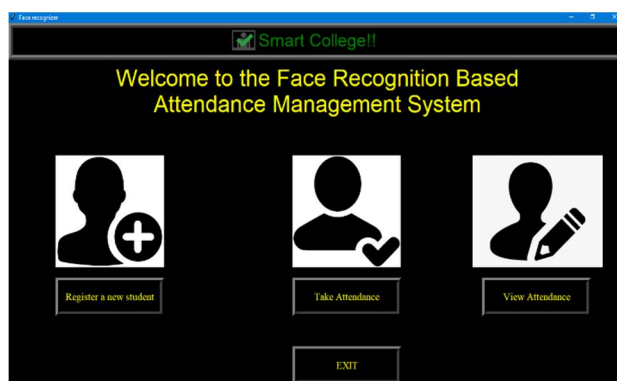 Face recognizer
Smart College!!
Welcome to the Face Recognition Based
Attendance Management System
Register a new student
Take Attendance
View Attendance
EXIT